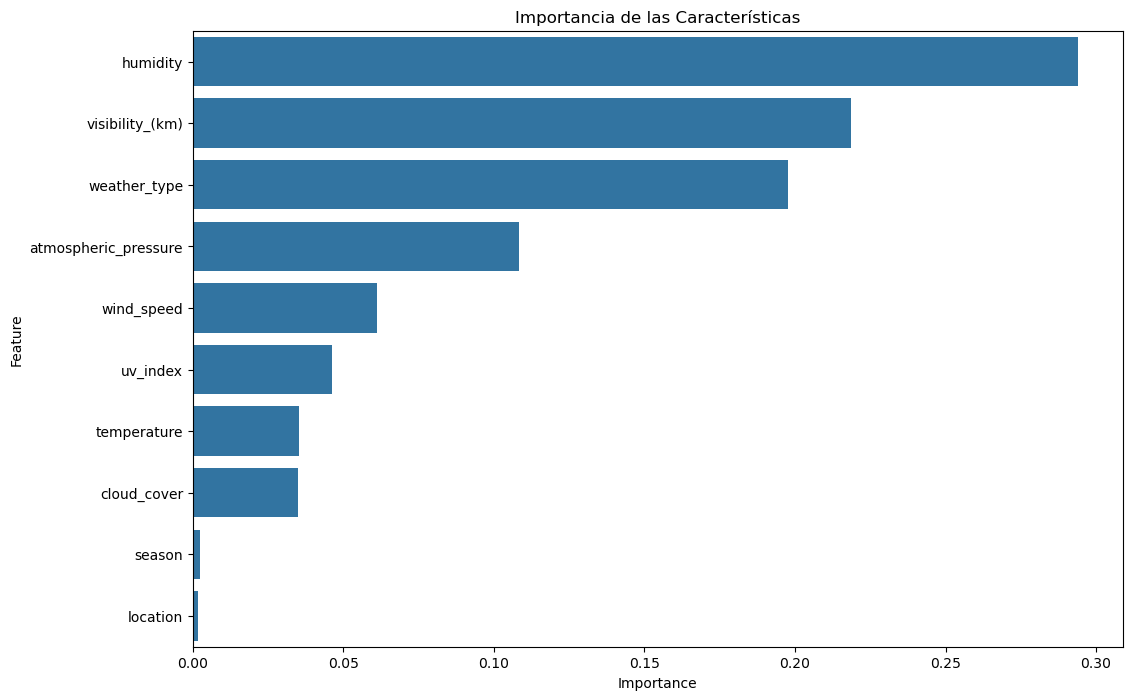 Importancia de las Características
Feature
humidity
visibility_(km)
weather_type
atmospheric_pressure
wind_speed
uv_index
temperature
cloud_cover
season
location
0.00 0.05 0.10 0.15 0.20 0.25 0.30
Importance